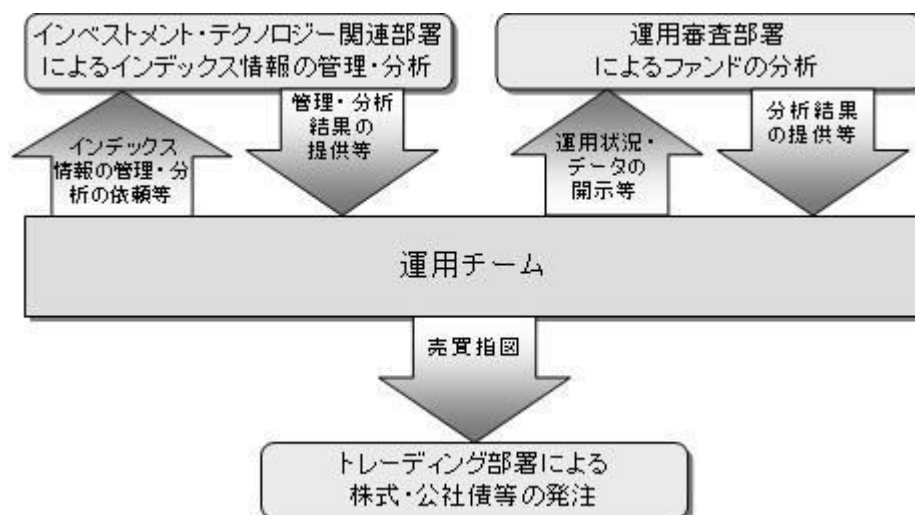 インベストメント・テクノロジー関連部署
によるインデックス情報の管理・分析
運用審査部署
によるファンドの分析
インデックス
情報の管理・分
析の依頼等
管理・分析
結果の
提供等
運用状況・
データの
開示等
分析結果
の提供等
運用チーム
売買指図
トレーディング部署による
株式・公社債等の発注